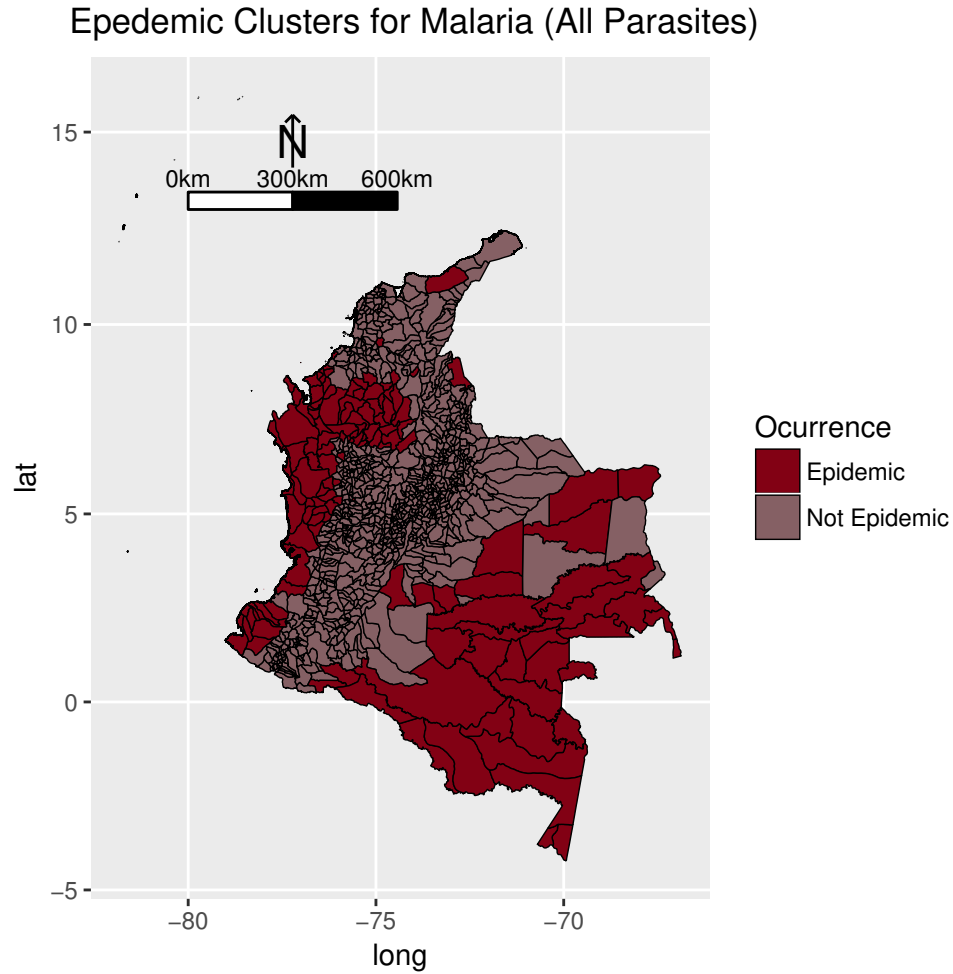 Epedemic Clusters for Malaria (All Parasites)
N
0km 300km 600km
15
10
5
0
−5
lat
−80 −75 −70
long
Ocurrence
Epidemic
Not Epidemic